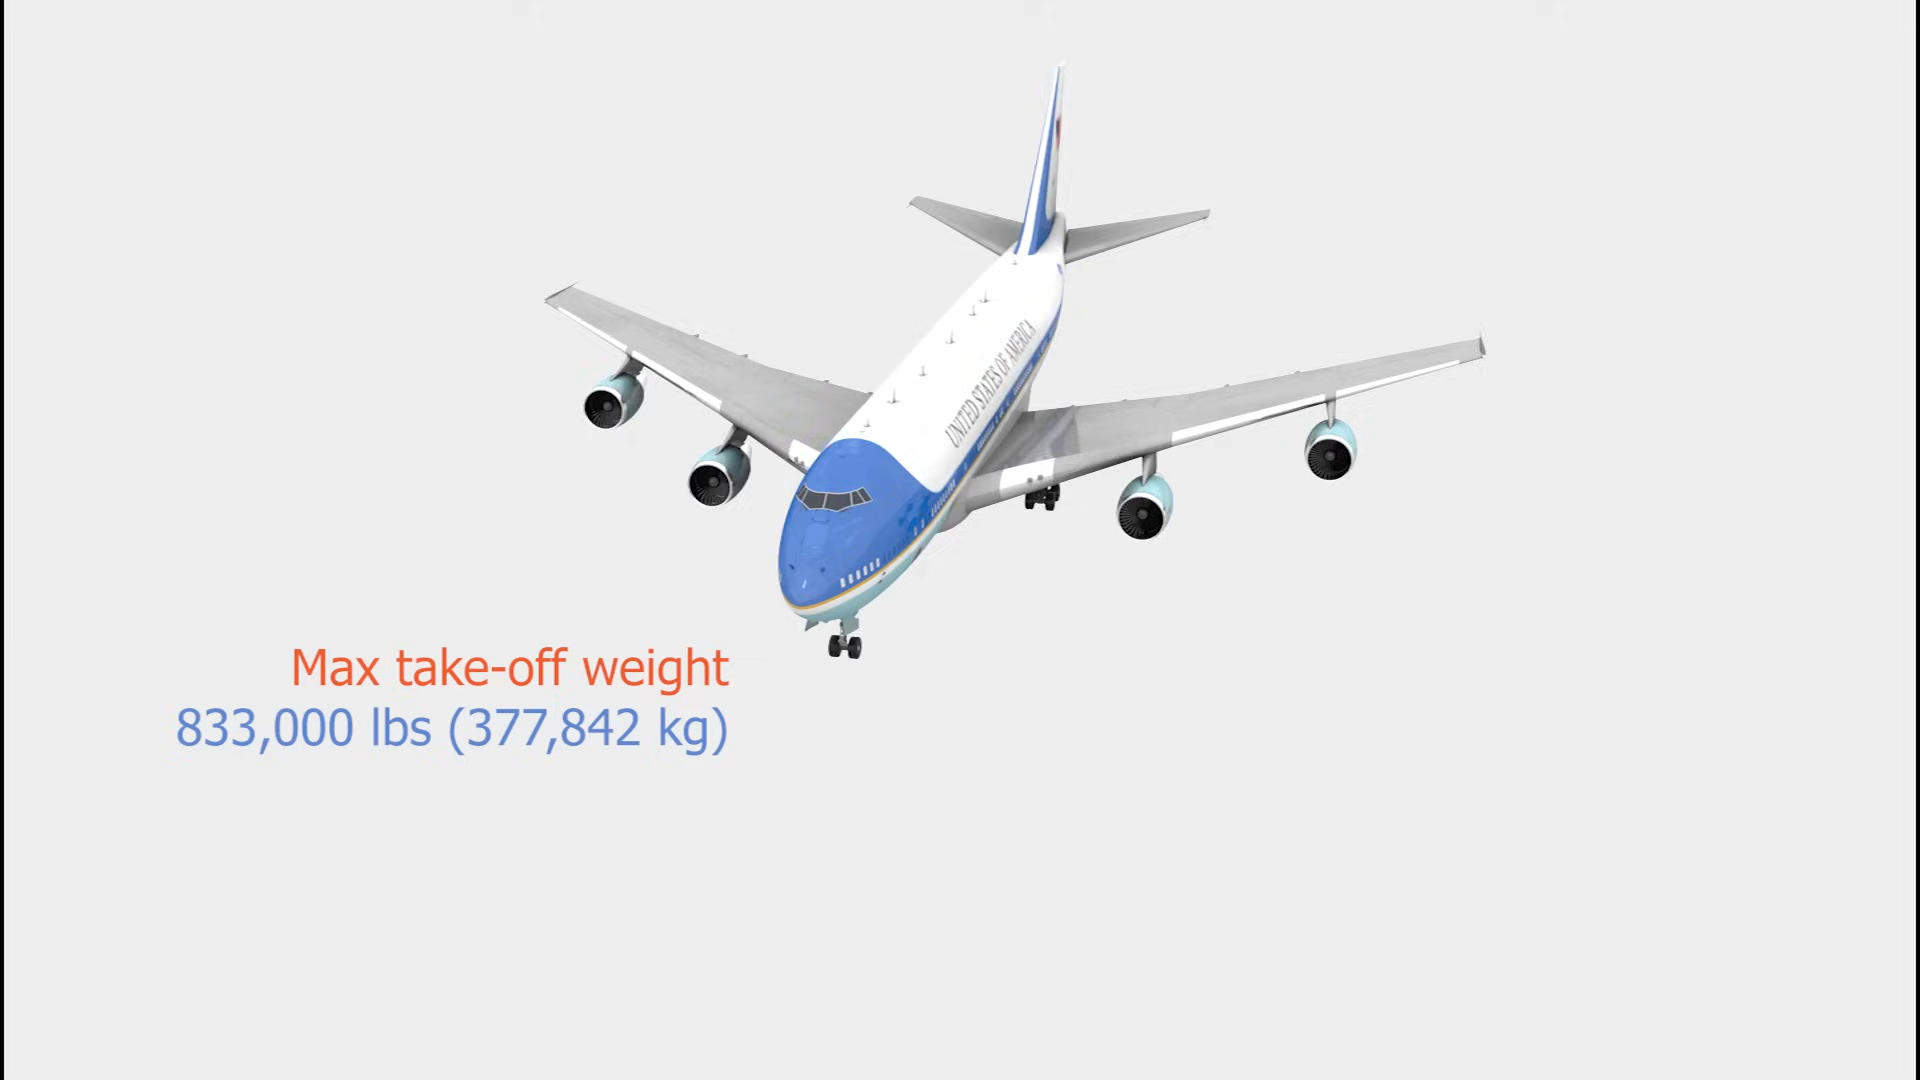 UNITED STATES OF AMERICA
Max take-off weight
833,000 lbs (377,842 kg)